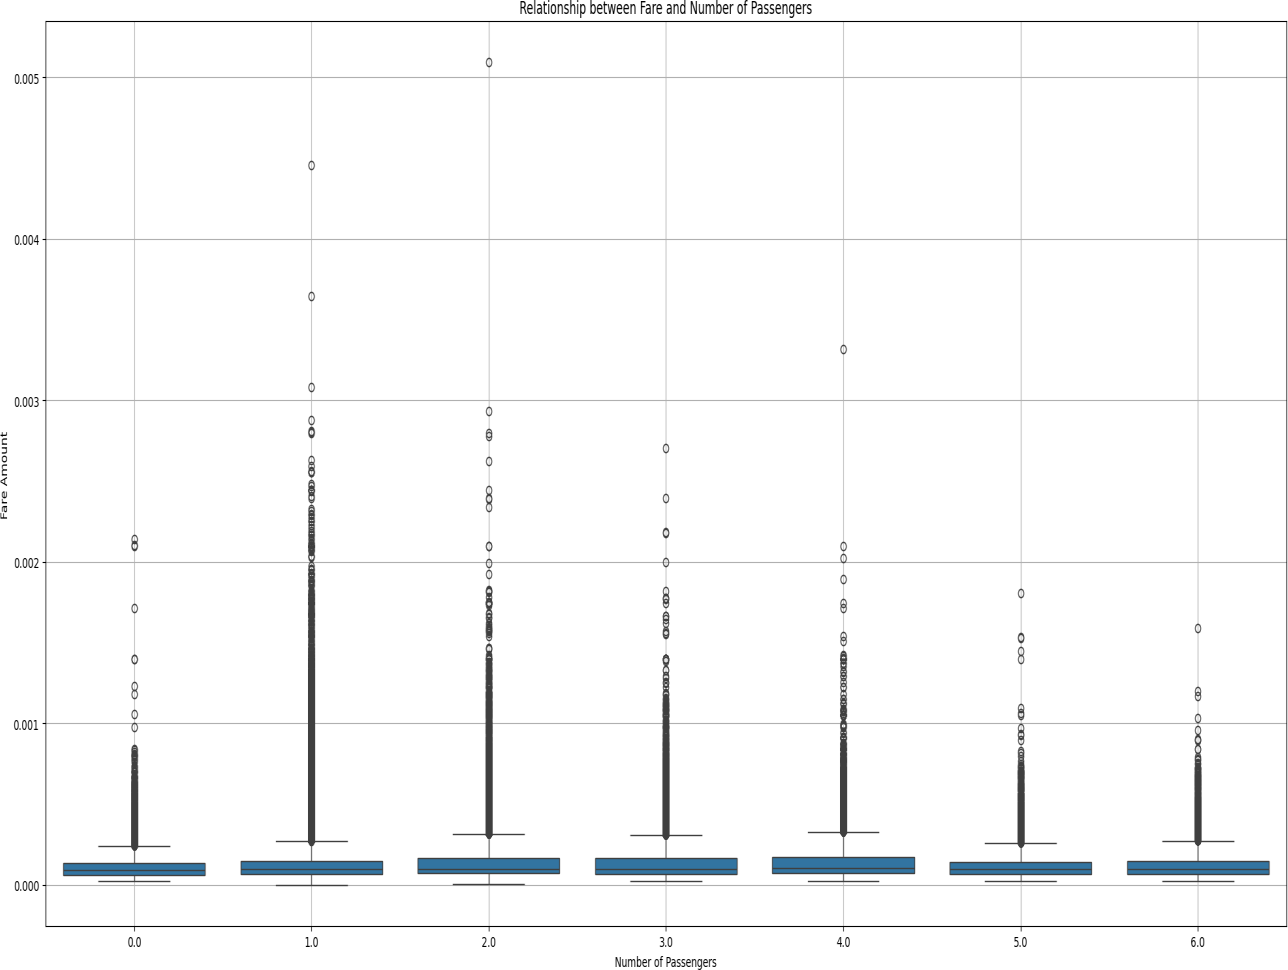 Relationship between Fare and Number of Passengers
0.005
0.004
0.003
0.002
0.001
0.000
Fare Amount
0.0 1.0 2.0 3.0 4.0 5.0 6.0
Number of Passengers